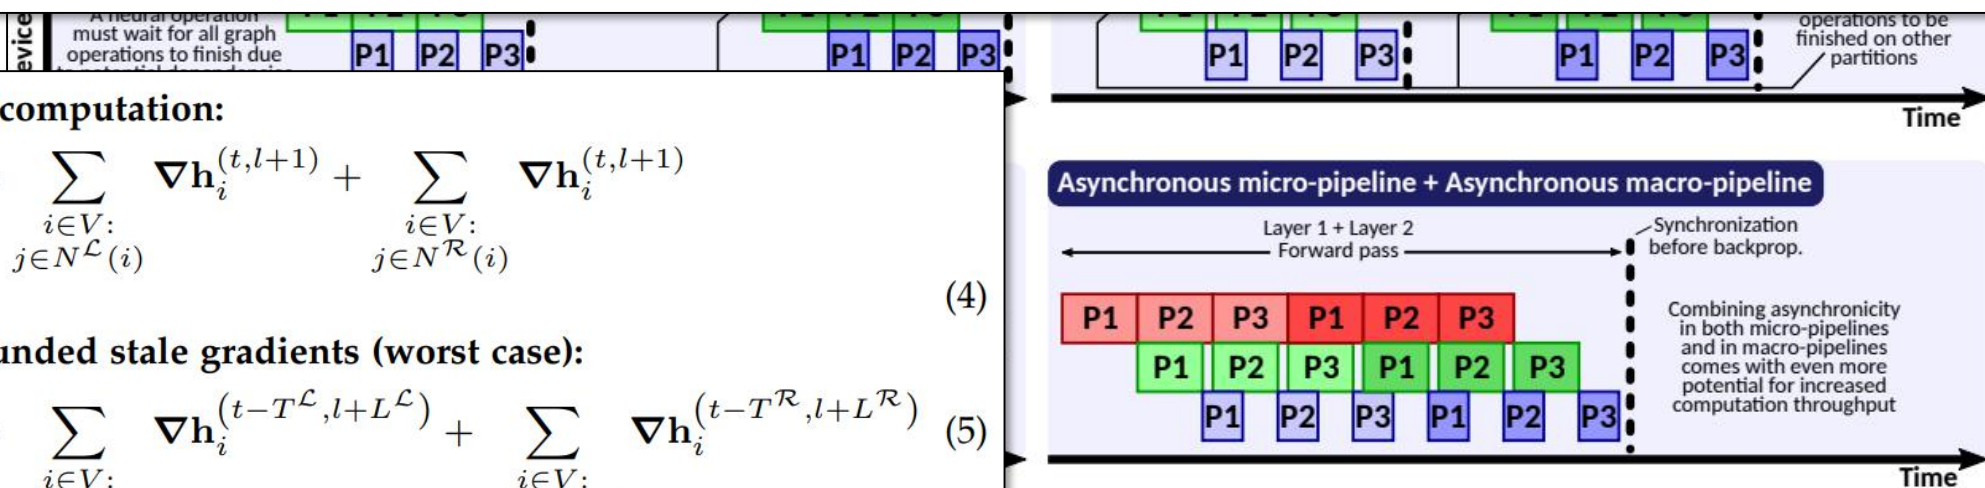 must wait for all graph
operations to finish due
P1 P2 P3
P1 P2 P3
P1 P2 P3
P1 P2 P3
operations to be
finished on other
partitions
Time
computation:
∑ ∇h_i^{(t,l+1)} + ∑ ∇h_i^{(t,l+1)}
i∈V: i∈V:
j∈N^ℒ(i) j∈N^ℛ(i)
(4)
unded stale gradients (worst case):
∑ ∇h_i^{(t−T^ℒ,l+L^ℒ)} + ∑ ∇h_i^{(t−T^ℛ,l+L^ℛ)} (5)
i∈V: i∈V:
Asynchronous micro-pipeline + Asynchronous macro-pipeline
Layer 1 + Layer 2
Forward pass
Synchronization
before backprop.
P1 P2 P3 P1 P2 P3
P1 P2 P3 P1 P2 P3
P1 P2 P3 P1 P2 P3
Combining asynchronicity
in both micro-pipelines
and in macro-pipelines
comes with even more
potential for increased
computation throughput
Time